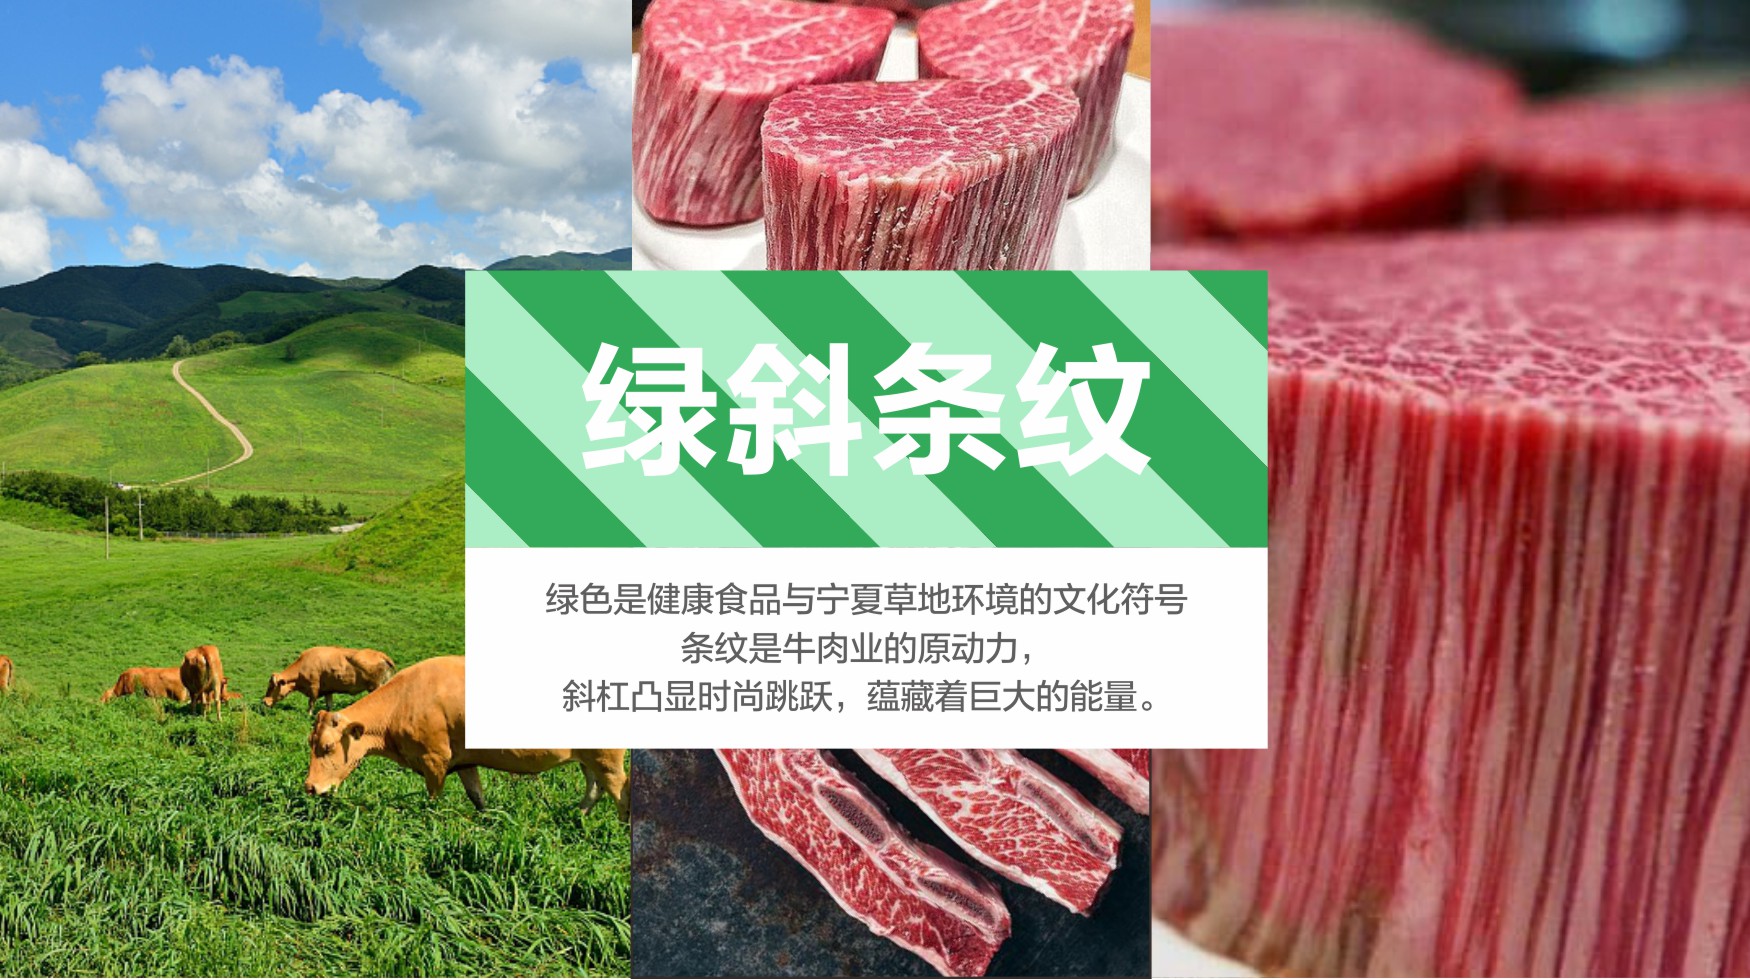 绿斜条纹
绿色是健康食品与宁夏草地环境的文化符号
条纹是牛肉业的原动力，
斜杠凸显时尚跳跃，蕴藏着巨大的能量。